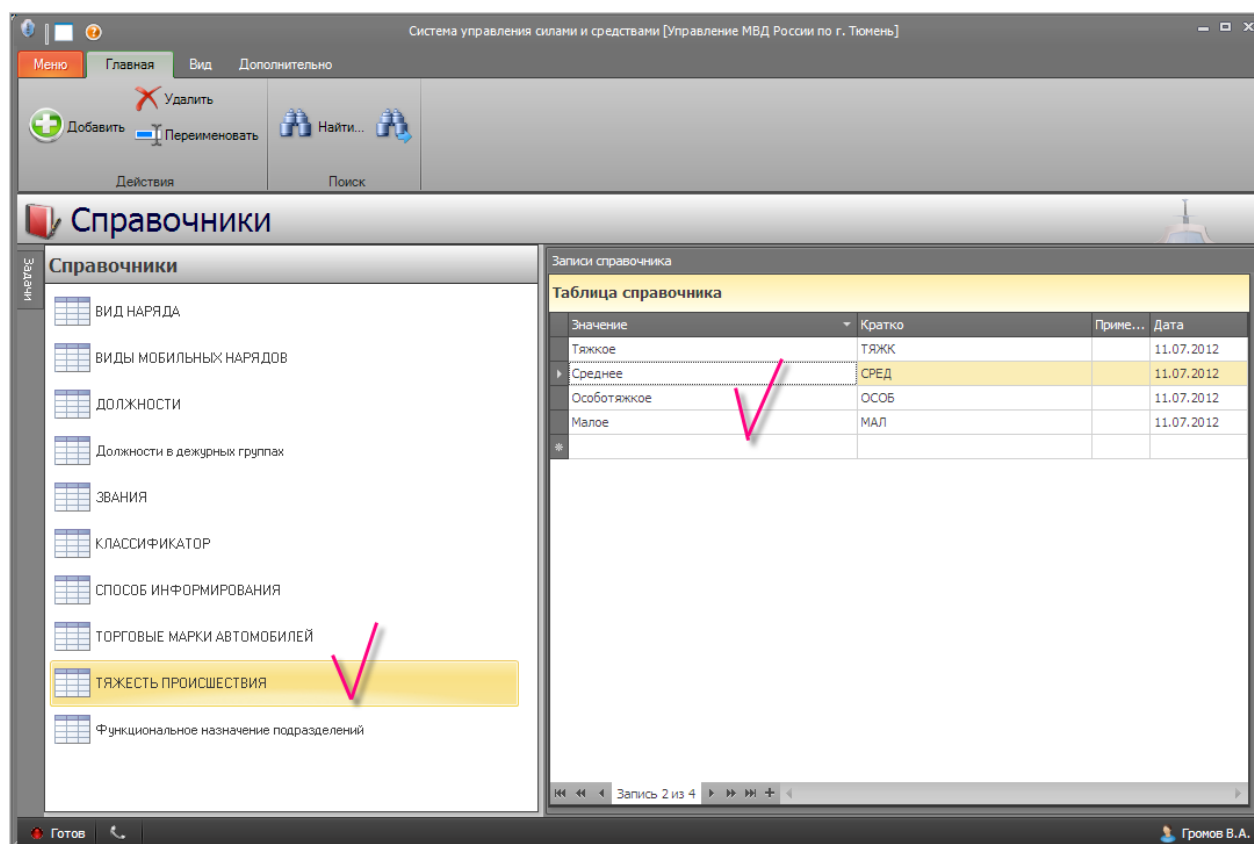 Система управления силами и средствами [Управление МВД России по г. Тюмень]
Меню Главная Вид Дополнительно
Добавить Удалить Переименовать Найти...
Действия Поиск
Справочники
Задачи
Справочники
ВИД НАРЯДА
ВИДЫ МОБИЛЬНЫХ НАРЯДОВ
ДОЛЖНОСТИ
Должности в дежурных группах
ЗВАНИЯ
КЛАССИФИКАТОР
СПОСОБ ИНФОРМИРОВАНИЯ
ТОРГОВЫЕ МАРКИ АВТОМОБИЛЕЙ
ТЯЖЕСТЬ ПРОИСШЕСТВИЯ
Функциональное назначение подразделений
Записи справочника
Таблица справочника
Значение Кратко Приме... Дата
Тяжкое ТЯЖК 11.07.2012
Среднее СРЕД 11.07.2012
Особотяжкое ОСОБ 11.07.2012
Малое МАЛ 11.07.2012
Запись 2 из 4
Готов Громов В.А.